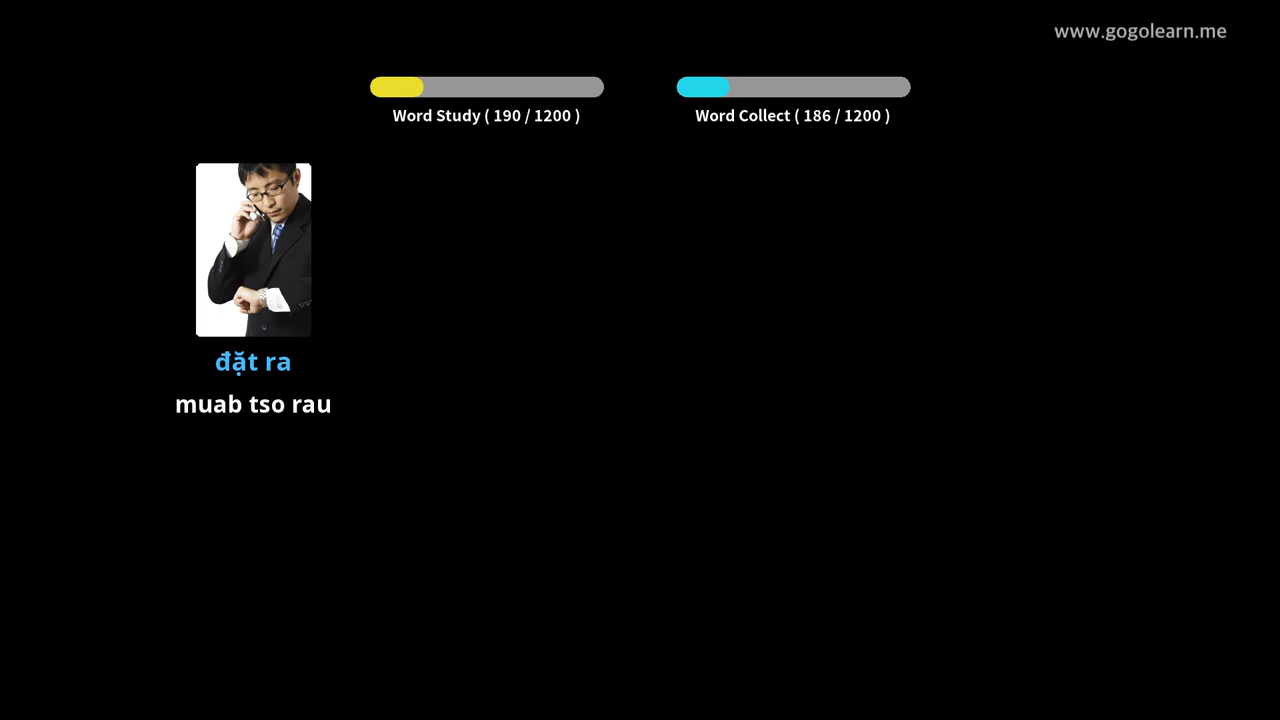 www.gogolearn.me
Word Study ( 190 / 1200 )
Word Collect ( 186 / 1200 )
đặt ra
muab tso rau